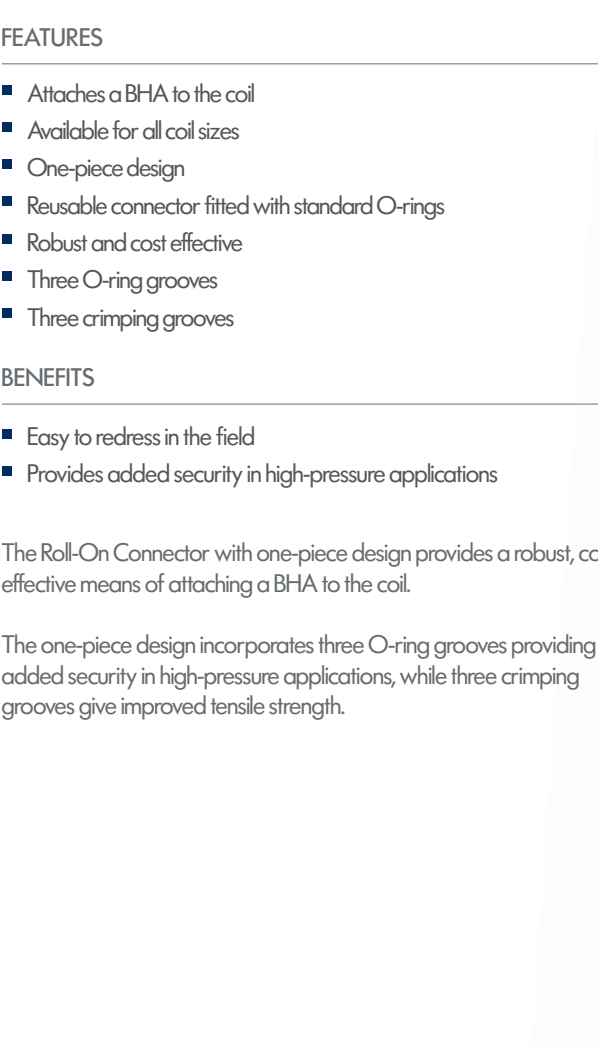 FEATURES
Attaches a BHA to the coil
Available for all coil sizes
One-piece design
Reusable connector fitted with standard O-rings
Robust and cost effective
Three O-ring grooves
Three crimping grooves
BENEFITS
Easy to redress in the field
Provides added security in high-pressure applications
The Roll-On Connector with one-piece design provides a robust,
effective means of attaching a BHA to the coil.
The one-piece design incorporates three O-ring grooves providing
added security in high-pressure applications, while three crimping
grooves give improved tensile strength.